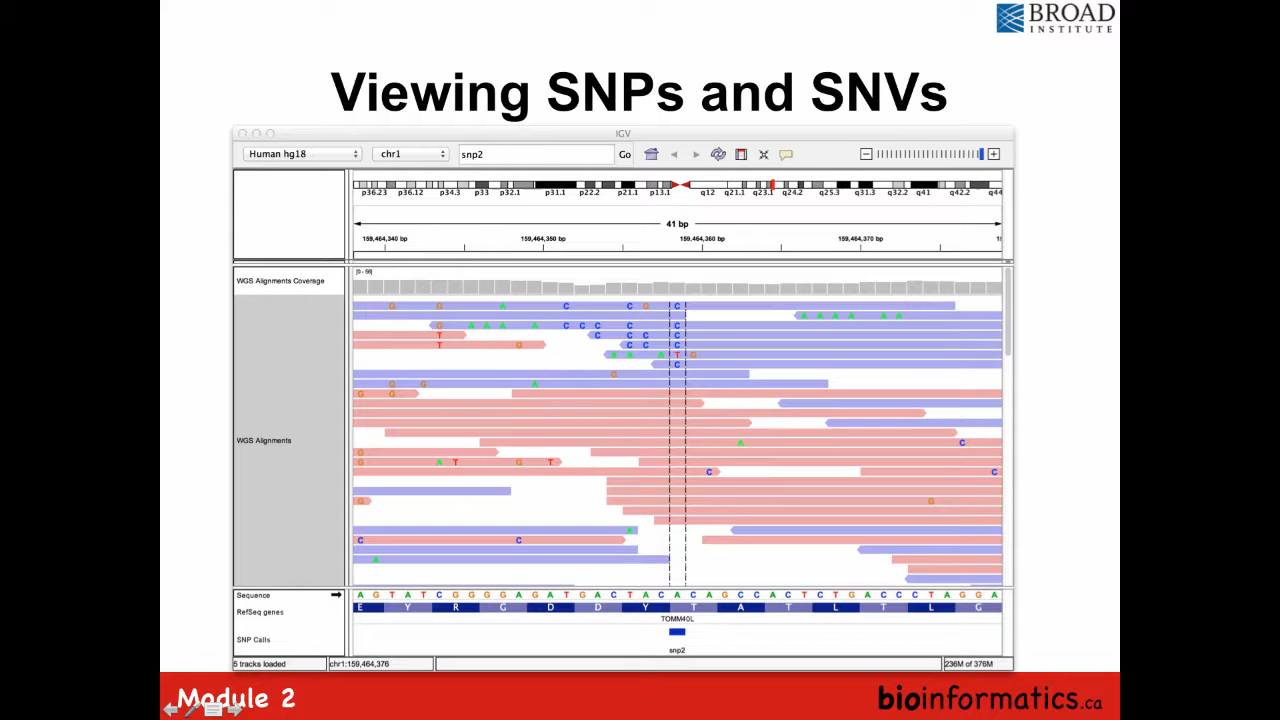 BROAD
INSTITUTE
Viewing SNPs and SNVs
IGV
Human hg18 chr1 snp2 Go
p36.23 p36.12 p34.3 p33 p32.1 p31.1 p22.2 p21.1 p13.1 q12 q21.1 q23.1 q24.2 q25.3 q31.3 q32.2 q41 q42.2 q44
41 bp
159,464,340 bp 159,464,350 bp 159,464,360 bp 159,464,370 bp
[0 - 56]
WGS Alignments Coverage
G G A C C G C
A A A A A A
G A A A A C C C C C
T C C C C
T G C C C
A A A T G
C
G
G G A
G G
A C
G
G A T G T
C C
G G
A
C C
A
WGS Alignments
Sequence A G T A T C G G G G A G A T G A C T A C A C A G C C A C T C T G A C C C T A G G A
RefSeq genes E Y R G D D Y T A T L T L G
TOMM40L
SNP Calls
snp2
5 tracks loaded chr1:159,464,376 236M of 376M
Module 2
bioinformatics.ca